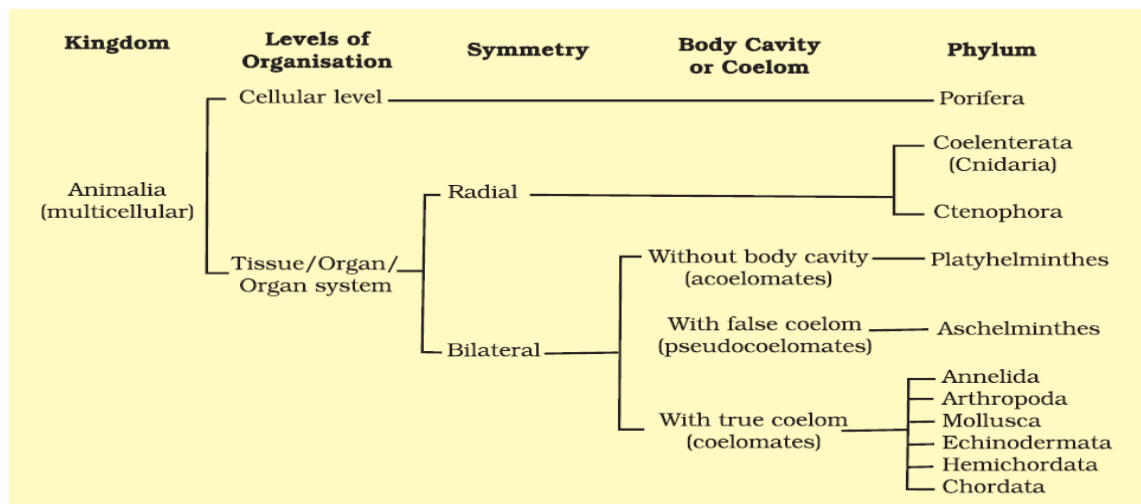 Kingdom
Levels of
Organisation
Symmetry
Body Cavity
or Coelom
Phylum
Cellular level
Porifera
Animalia
(multicellular)
Tissue/Organ/
Organ system
Radial
Coelenterata
(Cnidaria)
Ctenophora
Bilateral
Without body cavity
(acoelomates)
Platyhelminthes
With false coelom
(pseudocoelomates)
Aschelminthes
With true coelom
(coelomates)
Annelida
Arthropoda
Mollusca
Echinodermata
Hemichordata
Chordata